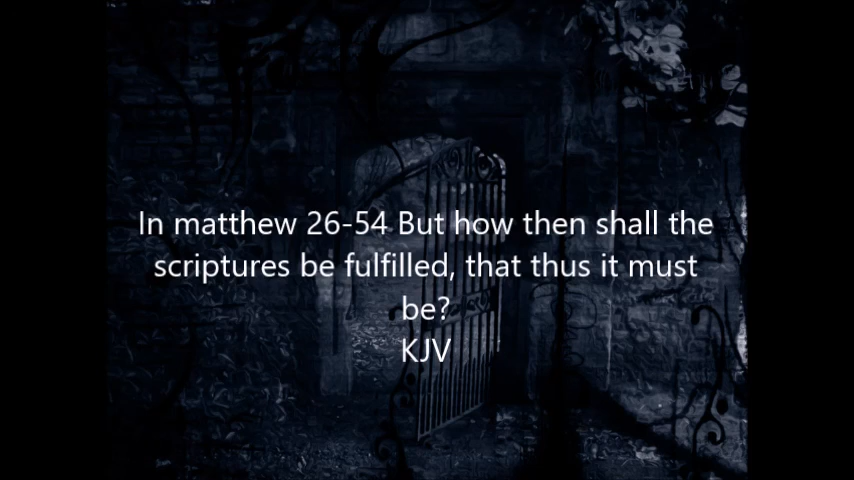 In matthew 26-54 But how then shall the
scriptures be fulfilled, that thus it must
be?
KJV